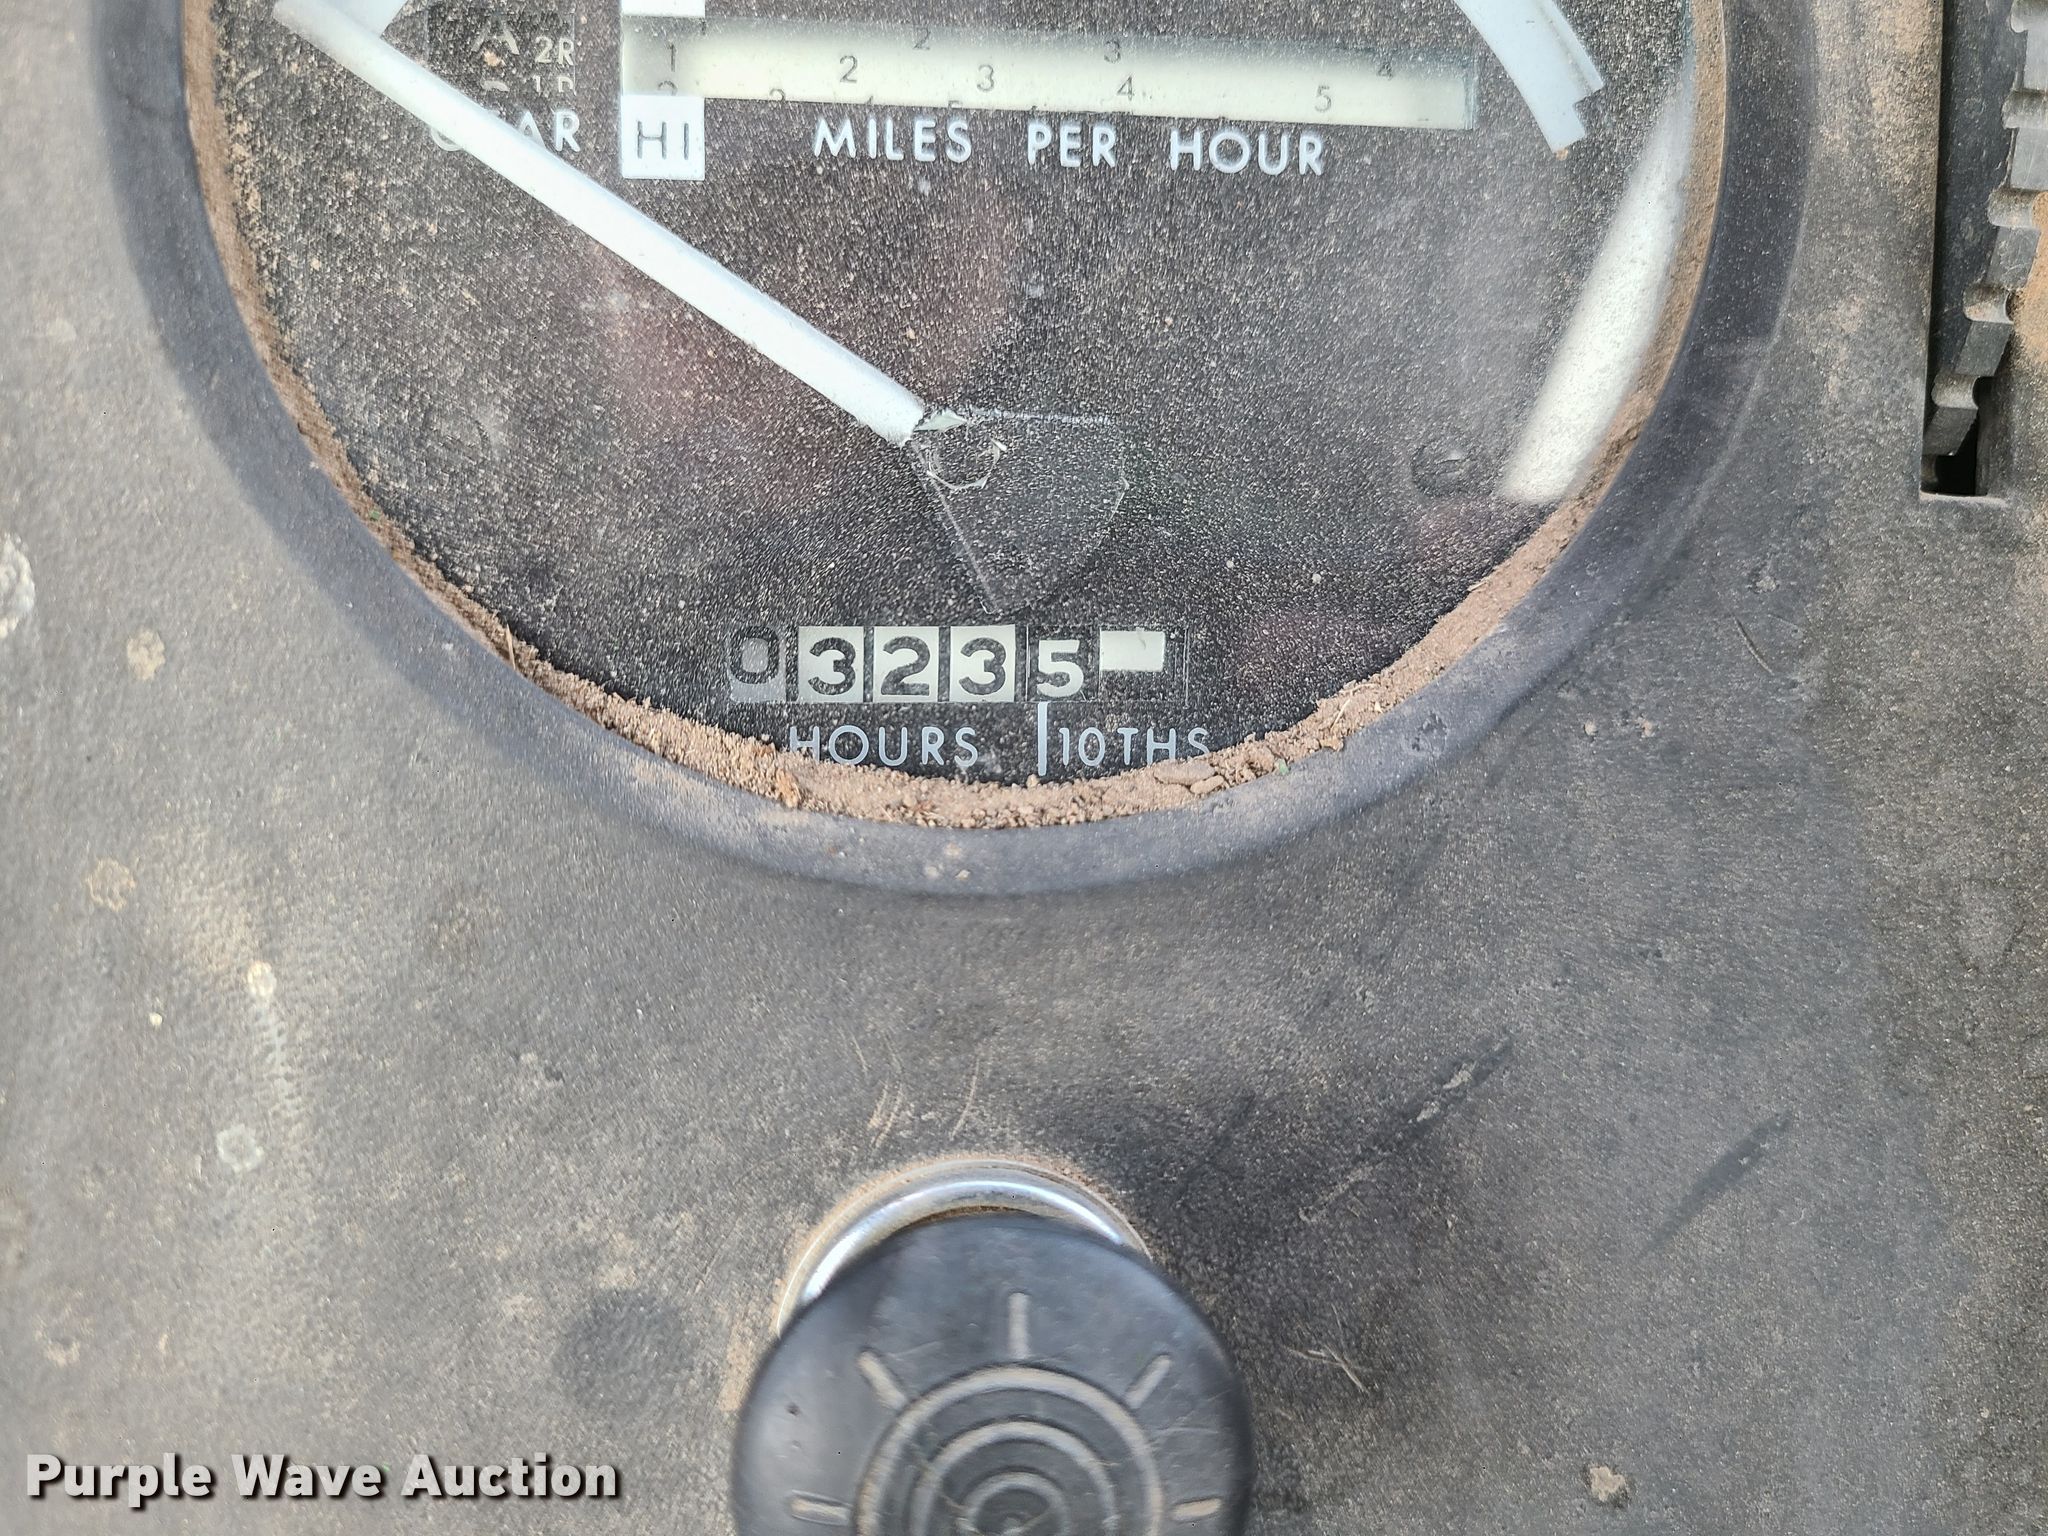 2R
1 2 3
2 3 4
3 4 5
GEAR HI MILES PER HOUR
03235
HOURS 10THS
Purple Wave Auction